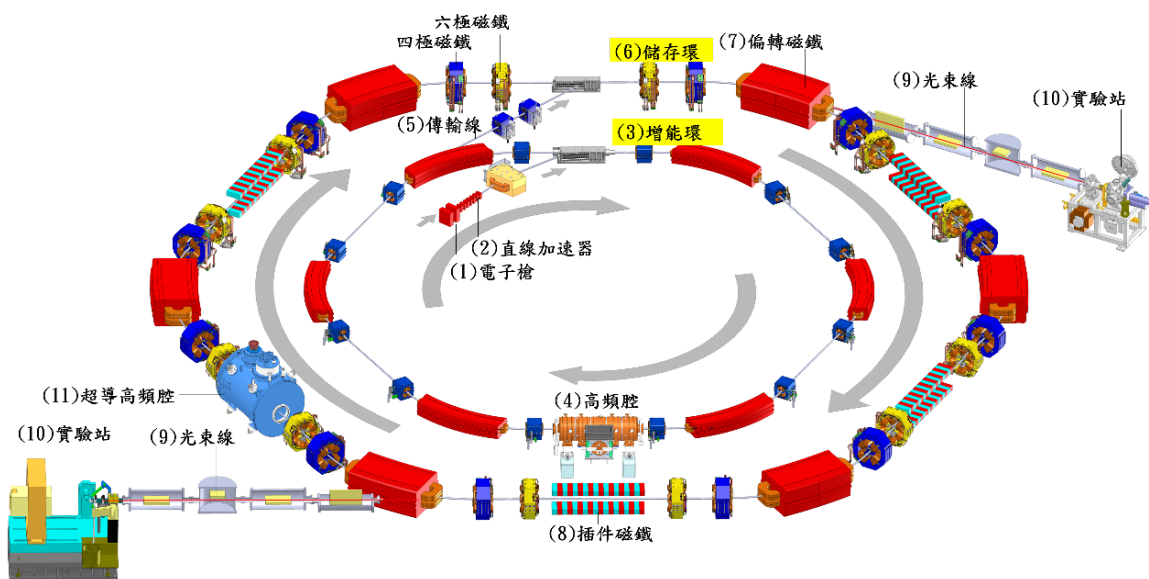 六極磁鐵
四極磁鐵
(6)儲存環
(7)偏轉磁鐵
(9)光束線
(10)實驗站
(5)傳輸線
(3)增能環
(2)直線加速器
(1)電子槍
(11)超導高頻腔
(4)高頻腔
(10)實驗站
(9)光束線
(8)插件磁鐵